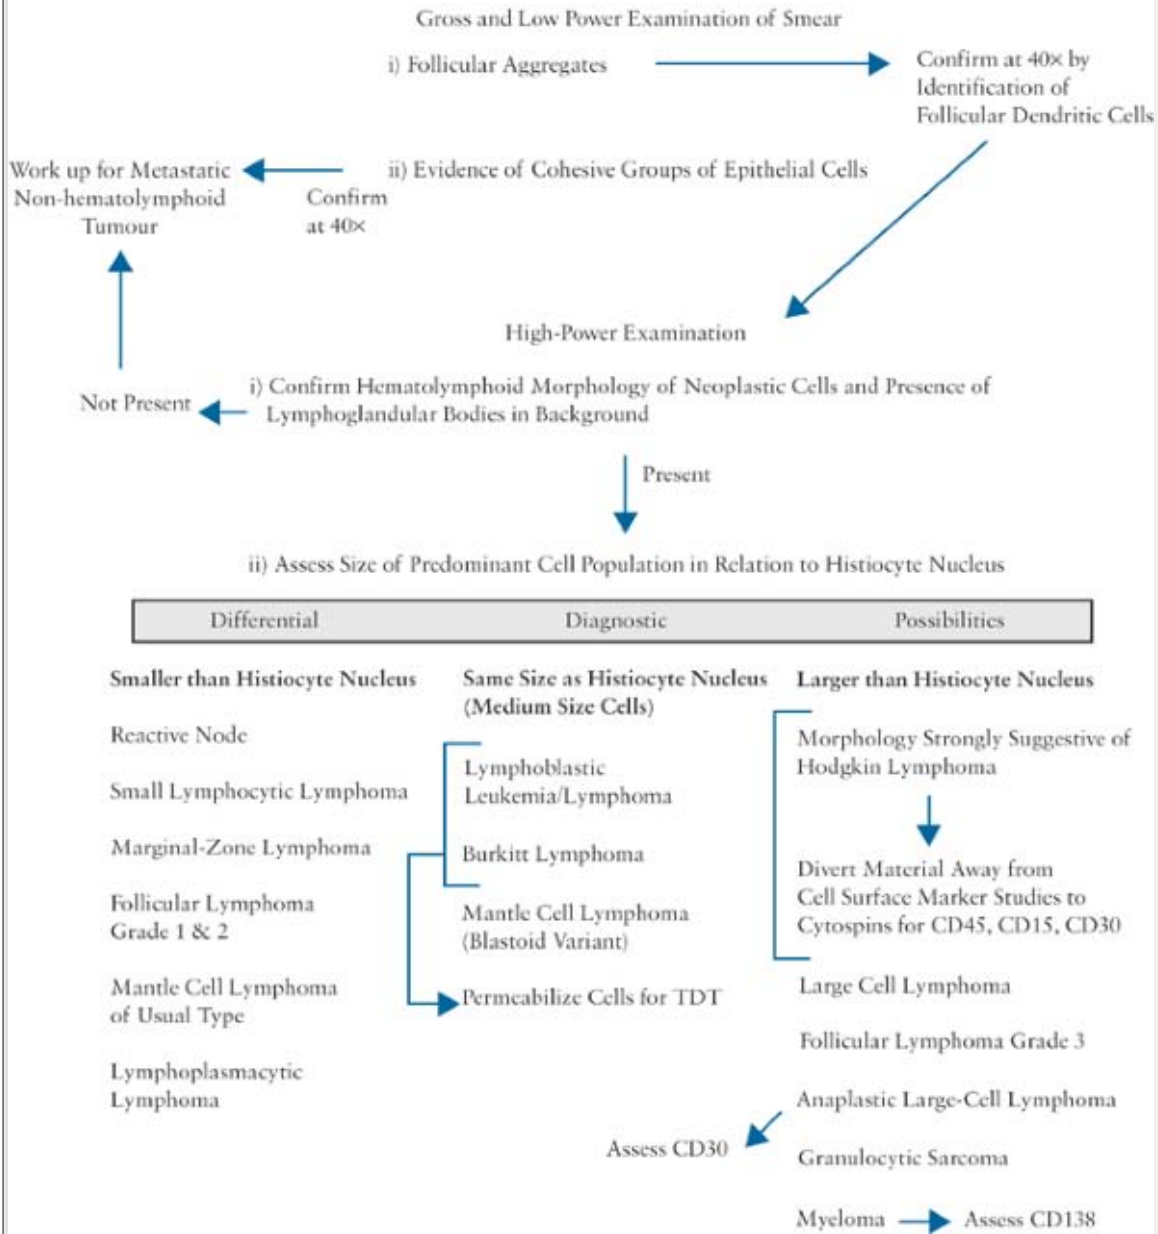 Gross and Low Power Examination of Smear
i) Follicular Aggregates
Confirm at 40× by
Identification of
Follicular Dendritic Cells
ii) Evidence of Cohesive Groups of Epithelial Cells
Confirm
at 40×
Work up for Metastatic
Non-hematolymphoid
Tumour
High-Power Examination
i) Confirm Hematolymphoid Morphology of Neoplastic Cells and Presence of
Lymphoglandular Bodies in Background
Not Present
Present
ii) Assess Size of Predominant Cell Population in Relation to Histiocyte Nucleus
Differential Diagnostic Possibilities
Smaller than Histiocyte Nucleus
Reactive Node
Small Lymphocytic Lymphoma
Marginal-Zone Lymphoma
Follicular Lymphoma
Grade 1 & 2
Mantle Cell Lymphoma
of Usual Type
Lymphoplasmacytic
Lymphoma
Same Size as Histiocyte Nucleus
(Medium Size Cells)
Lymphoblastic
Leukemia/Lymphoma
Burkitt Lymphoma
Mantle Cell Lymphoma
(Blastoid Variant)
Permeabilize Cells for TDT
Larger than Histiocyte Nucleus
Morphology Strongly Suggestive of
Hodgkin Lymphoma
Divert Material Away from
Cell Surface Marker Studies to
Cytospins for CD45, CD15, CD30
Large Cell Lymphoma
Follicular Lymphoma Grade 3
Anaplastic Large-Cell Lymphoma
Assess CD30
Granulocytic Sarcoma
Myeloma
Assess CD138